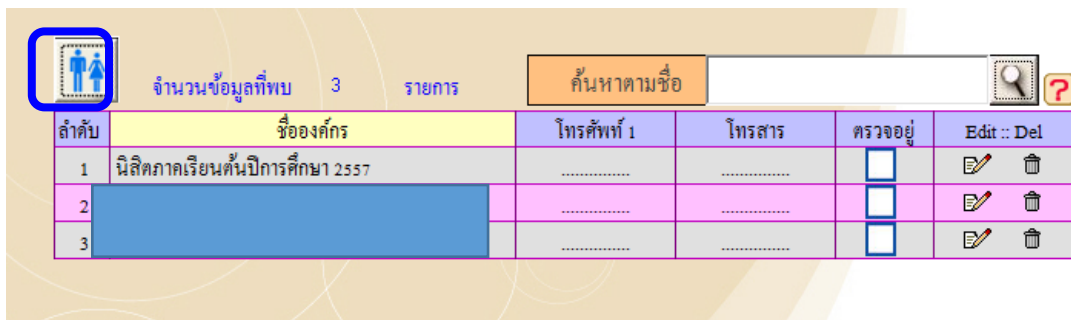 จำนวนข้อมูลที่พบ 3 รายการ ค้นหาตามชื่อ ?
ลำดับ ชื่อองค์กร โทรศัพท์ 1 โทรสาร ตรวจอยู่ Edit :: Del
1 นิสิตภาคเรียนต้นปีการศึกษา 2557 ............... ...............
2 ............... ...............
3 ............... ...............